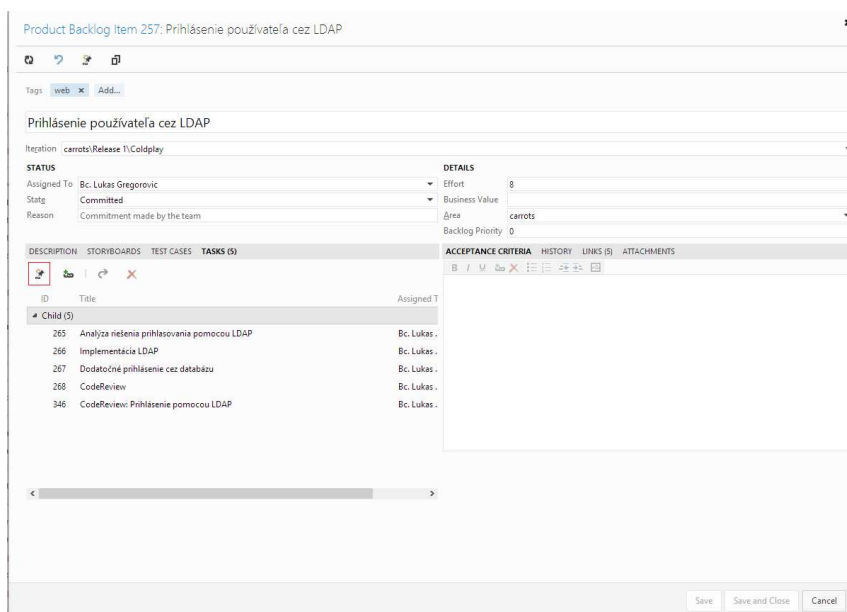 Product Backlog Item 257: Prihlásenie používateľa cez LDAP
Tags web × Add...
Prihlásenie používateľa cez LDAP
Iteration carrots\Release 1\Coldplay
STATUS
Assigned To Bc. Lukas Gregorovic
State Committed
Reason Commitment made by the team
DETAILS
Effort 8
Business Value
Area carrots
Backlog Priority 0
DESCRIPTION STORYBOARDS TEST CASES TASKS (5)
ID Title Assigned T
Child (5)
265 Analýza riešenia prihlasovania pomocou LDAP Bc. Lukas .
266 Implementácia LDAP Bc. Lukas .
267 Dodatočné prihlásenie cez databázu Bc. Lukas .
268 CodeReview Bc. Lukas .
346 CodeReview: Prihlásenie pomocou LDAP Bc. Lukas .
ACCEPTANCE CRITERIA HISTORY LINKS (5) ATTACHMENTS
B I U
Save Save and Close Cancel